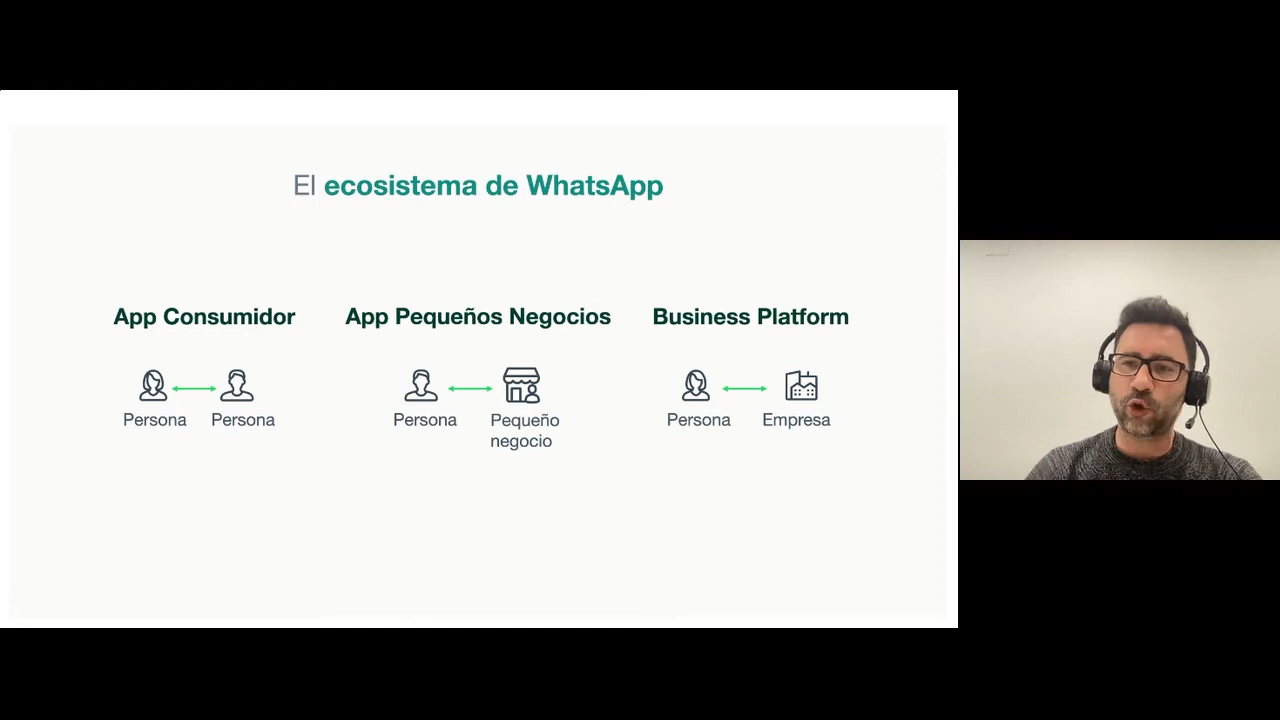 El ecosistema de WhatsApp
App Consumidor
Persona
Persona
App Pequeños Negocios
Persona
Pequeño
negocio
Business Platform
Persona
Empresa